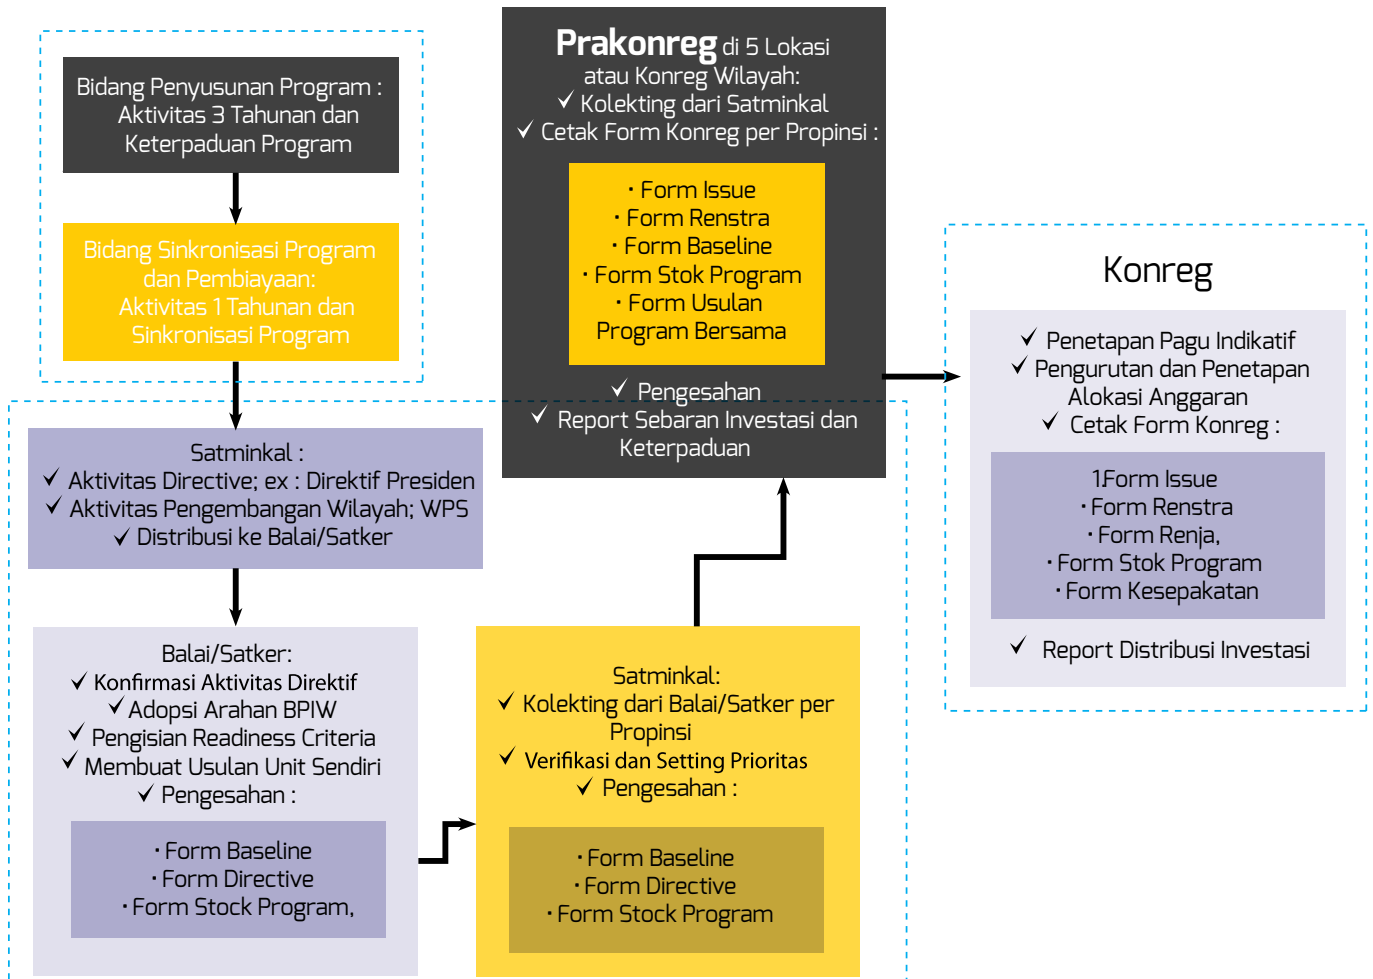 Bidang Penyusunan Program :
Aktivitas 3 Tahunan dan
Keterpaduan Program
Bidang Sinkronisasi Program
dan Pembiayaan:
Aktivitas 1 Tahunan dan
Sinkronisasi Program
Satminkal :
✓ Aktivitas Directive; ex : Direktif Presiden
✓ Aktivitas Pengembangan Wilayah; WPS
✓ Distribusi ke Balai/Satker
Balai/Satker:
✓ Konfirmasi Aktivitas Direktif
✓ Adopsi Arahan BPIW
✓ Pengisian Readiness Criteria
✓ Membuat Usulan Unit Sendiri
✓ Pengesahan :
· Form Baseline
· Form Directive
· Form Stock Program,
Satminkal:
✓ Kolekting dari Balai/Satker per
Propinsi
✓ Verifikasi dan Setting Prioritas
✓ Pengesahan :
· Form Baseline
· Form Directive
· Form Stock Program
Prakonreg di 5 Lokasi
atau Konreg Wilayah:
✓ Kolekting dari Satminkal
✓ Cetak Form Konreg per Propinsi :
· Form Issue
· Form Renstra
· Form Baseline
· Form Stok Program
· Form Usulan
Program Bersama
✓ Pengesahan
✓ Report Sebaran Investasi dan
Keterpaduan
Konreg
✓ Penetapan Pagu Indikatif
✓ Pengurutan dan Penetapan
Alokasi Anggaran
✓ Cetak Form Konreg :
1.Form Issue
· Form Renstra
· Form Renja,
· Form Stok Program
· Form Kesepakatan
✓ Report Distribusi Investasi